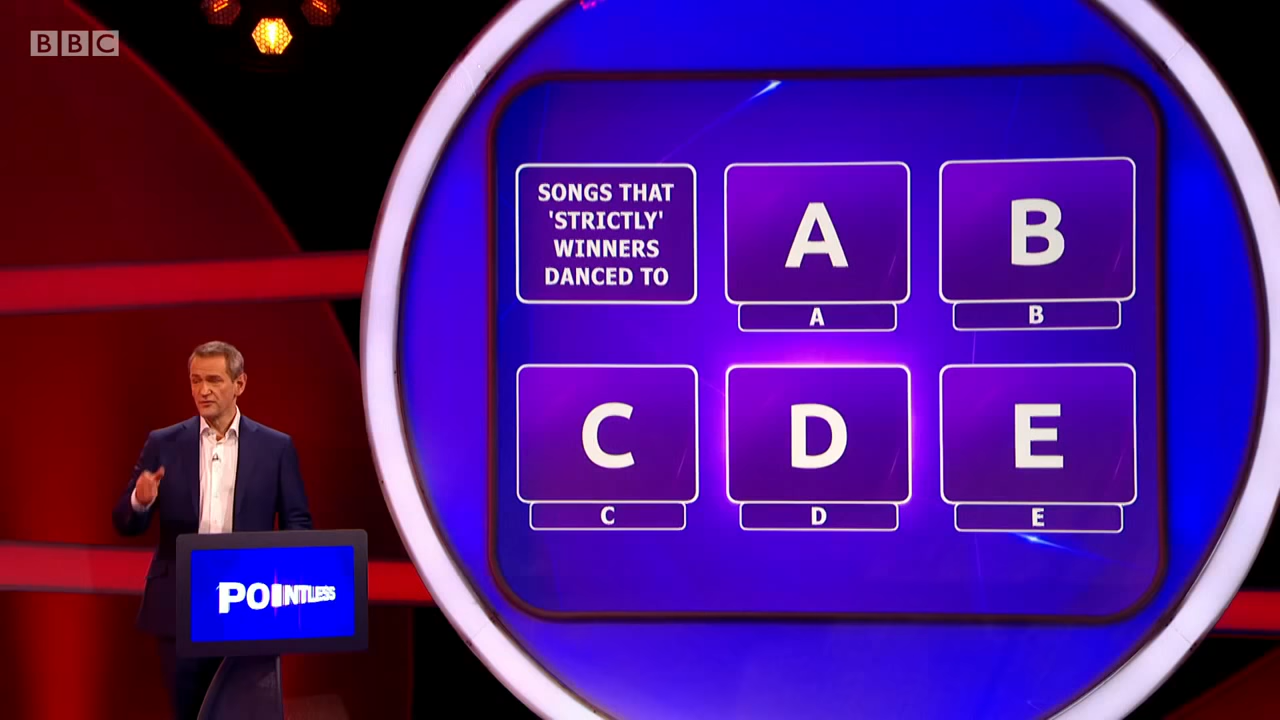 BBC
SONGS THAT
'STRICTLY'
WINNERS
DANCED TO
A
A
B
B
C
C
D
D
E
E
POINTLESS